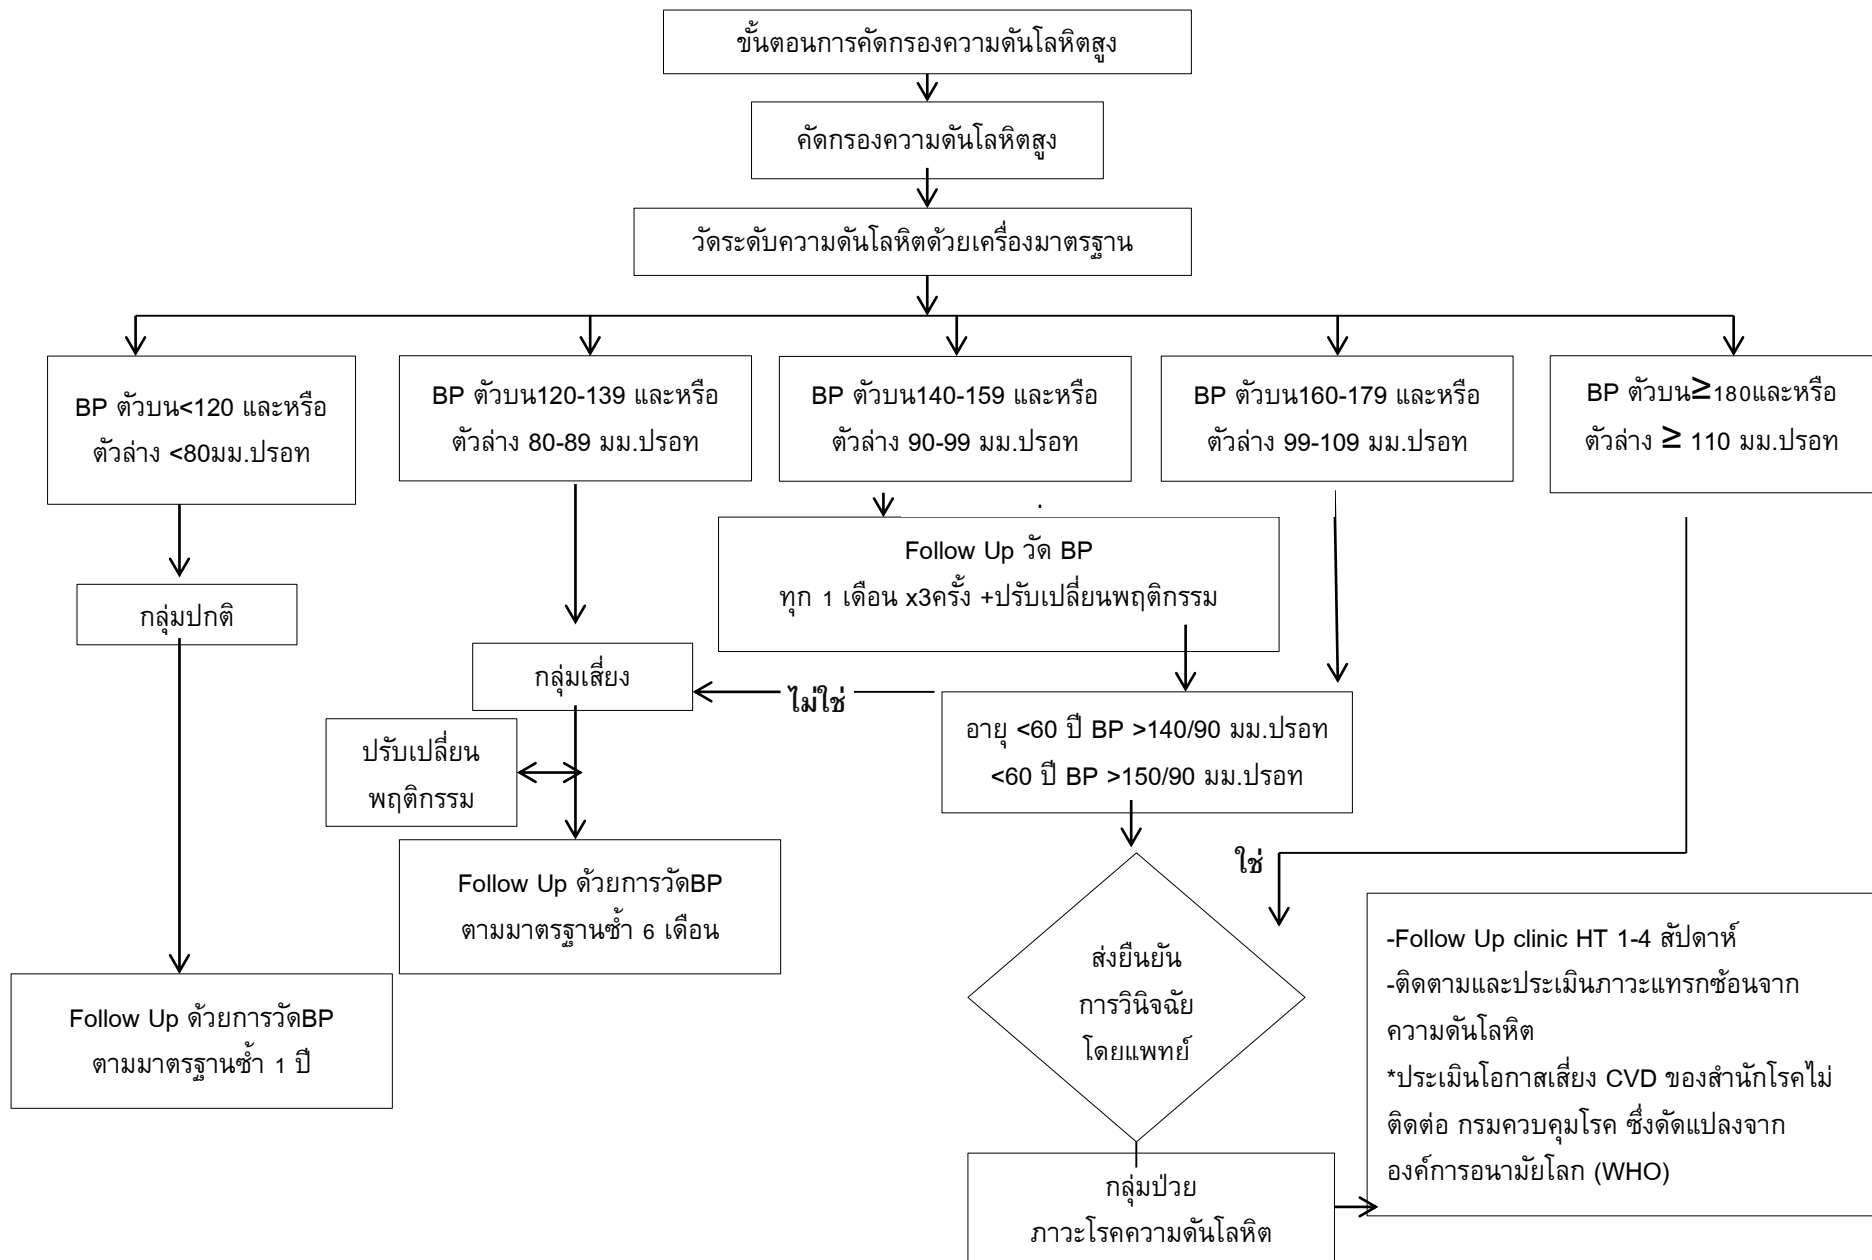 ขั้นตอนการคัดกรองความดันโลหิตสูง
คัดกรองความดันโลหิตสูง
วัดระดับความดันโลหิตด้วยเครื่องมาตรฐาน
BP ตัวบน<120 และหรือ
ตัวล่าง <80มม.ปรอท
BP ตัวบน120-139 และหรือ
ตัวล่าง 80-89 มม.ปรอท
BP ตัวบน140-159 และหรือ
ตัวล่าง 90-99 มม.ปรอท
BP ตัวบน160-179 และหรือ
ตัวล่าง 99-109 มม.ปรอท
BP ตัวบน≥180และหรือ
ตัวล่าง ≥ 110 มม.ปรอท
Follow Up วัด BP
ทุก 1 เดือน x3ครั้ง +ปรับเปลี่ยนพฤติกรรม
กลุ่มปกติ
กลุ่มเสี่ยง
ไม่ใช่
อายุ <60 ปี BP >140/90 มม.ปรอท
<60 ปี BP >150/90 มม.ปรอท
ปรับเปลี่ยน
พฤติกรรม
ใช่
Follow Up ด้วยการวัดBP
ตามมาตรฐานซ้ำ 6 เดือน
Follow Up ด้วยการวัดBP
ตามมาตรฐานซ้ำ 1 ปี
ส่งยืนยัน
การวินิจฉัย
โดยแพทย์
-Follow Up clinic HT 1-4 สัปดาห์
-ติดตามและประเมินภาวะแทรกซ้อนจาก
ความดันโลหิต
*ประเมินโอกาสเสี่ยง CVD ของสำนักโรคไม่
ติดต่อ กรมควบคุมโรค ซึ่งดัดแปลงจาก
องค์การอนามัยโลก (WHO)
กลุ่มป่วย
ภาวะโรคความดันโลหิต